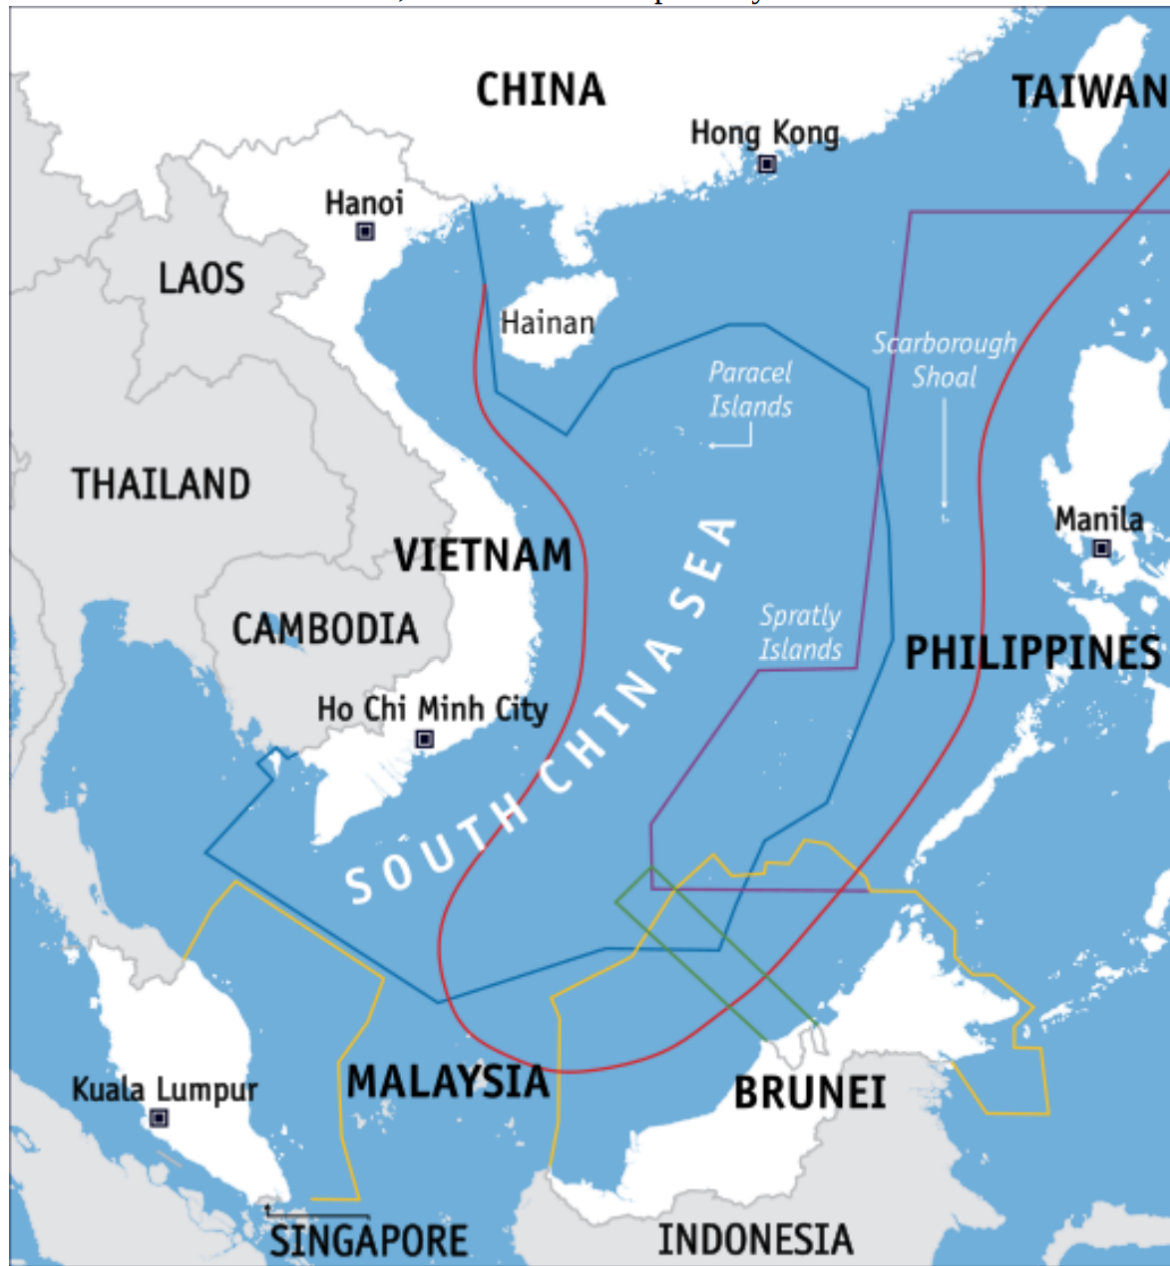 CHINA
TAIWAN
Hong Kong
Hanoi
LAOS
Hainan
Scarborough
Shoal
Paracel
Islands
THAILAND
Manila
VIETNAM
SOUTH CHINA SEA
CAMBODIA
Spratly
Islands
PHILIPPINES
Ho Chi Minh City
MALAYSIA
Kuala Lumpur
BRUNEI
SINGAPORE
INDONESIA